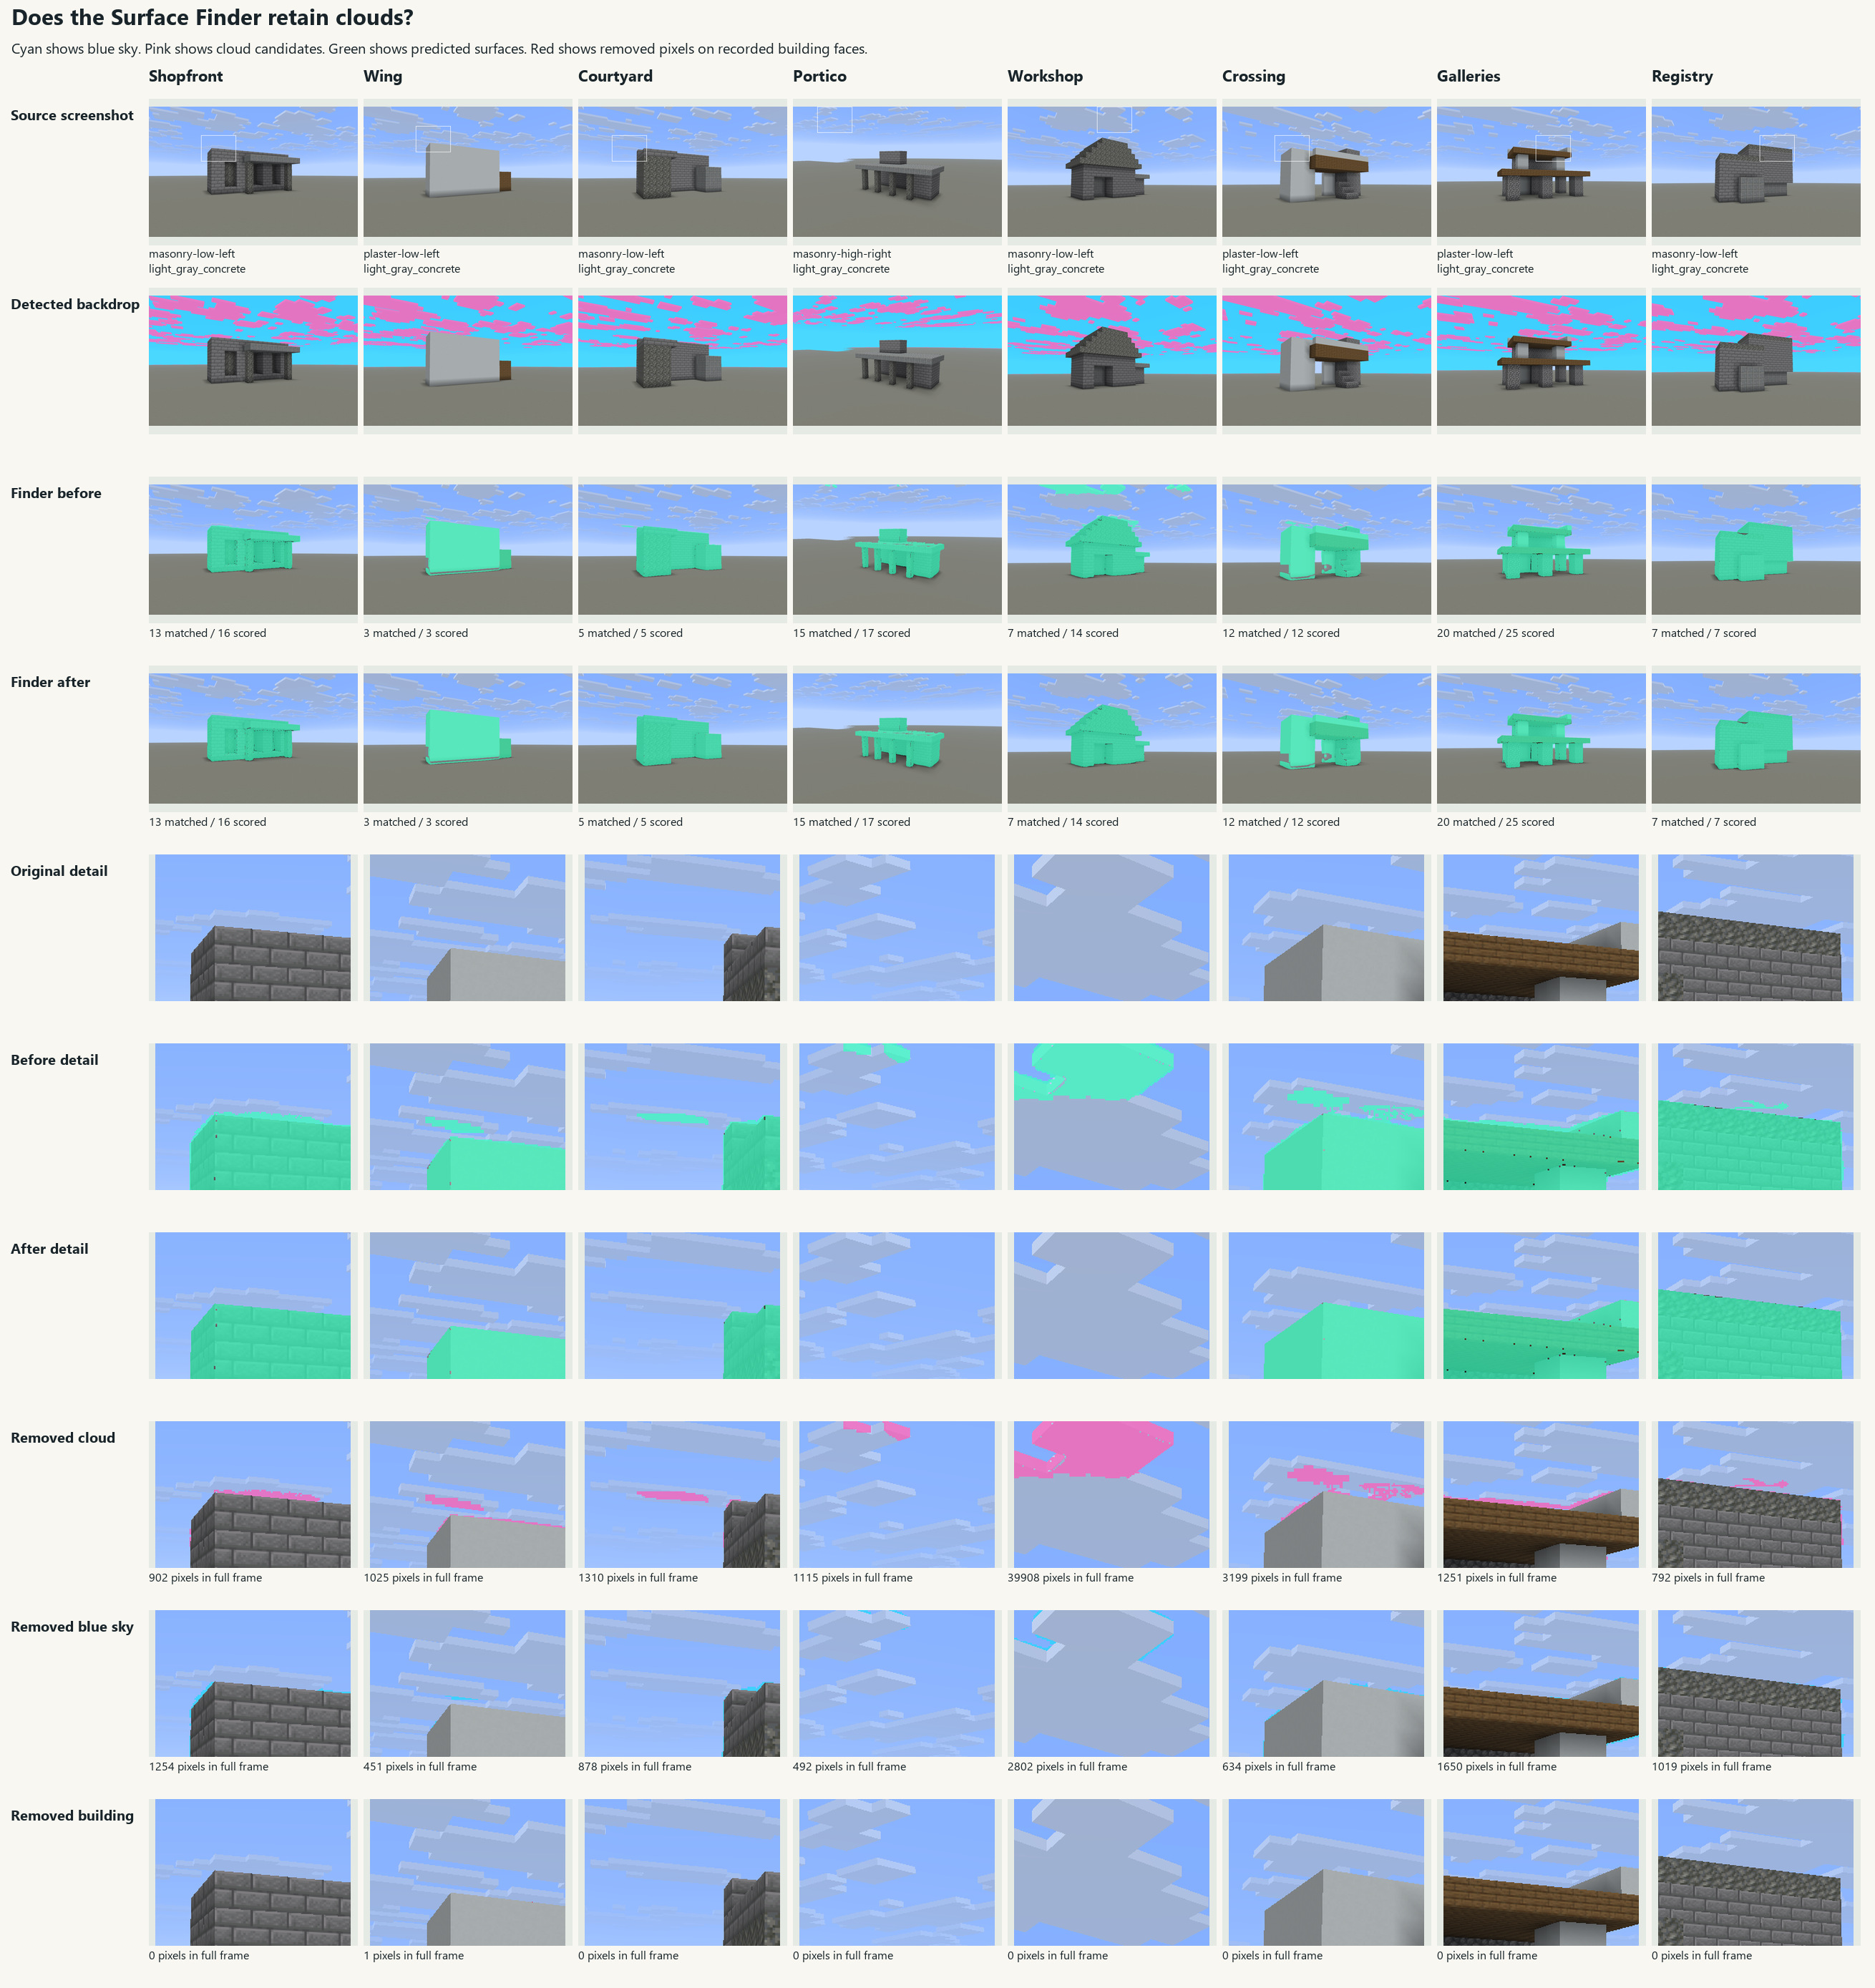 Does the Surface Finder retain clouds?
Cyan shows blue sky. Pink shows cloud candidates. Green shows predicted surfaces. Red shows removed pixels on recorded building faces.
Shopfront Wing Courtyard Portico Workshop Crossing Galleries Registry
Source screenshot
masonry-low-left plaster-low-left masonry-low-left masonry-high-right masonry-low-left plaster-low-left plaster-low-left masonry-low-left
light_gray_concrete light_gray_concrete light_gray_concrete light_gray_concrete light_gray_concrete light_gray_concrete light_gray_concrete light_gray_concrete
Detected backdrop
Finder before
13 matched / 16 scored 3 matched / 3 scored 5 matched / 5 scored 15 matched / 17 scored 7 matched / 14 scored 12 matched / 12 scored 20 matched / 25 scored 7 matched / 7 scored
Finder after
13 matched / 16 scored 3 matched / 3 scored 5 matched / 5 scored 15 matched / 17 scored 7 matched / 14 scored 12 matched / 12 scored 20 matched / 25 scored 7 matched / 7 scored
Original detail
Before detail
After detail
Removed cloud
902 pixels in full frame 1025 pixels in full frame 1310 pixels in full frame 1115 pixels in full frame 39908 pixels in full frame 3199 pixels in full frame 1251 pixels in full frame 792 pixels in full frame
Removed blue sky
1254 pixels in full frame 451 pixels in full frame 878 pixels in full frame 492 pixels in full frame 2802 pixels in full frame 634 pixels in full frame 1650 pixels in full frame 1019 pixels in full frame
Removed building
0 pixels in full frame 1 pixels in full frame 0 pixels in full frame 0 pixels in full frame 0 pixels in full frame 0 pixels in full frame 0 pixels in full frame 0 pixels in full frame